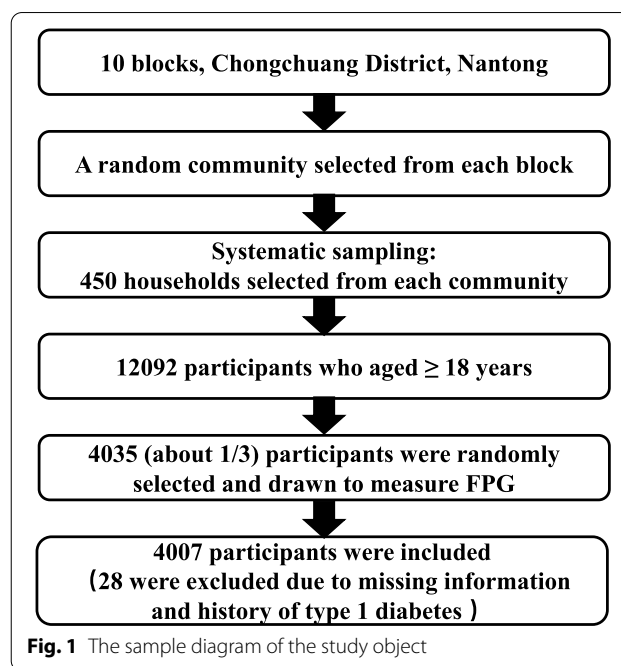 10 blocks, Chongchuang District, Nantong
A random community selected from each block
Systematic sampling:
450 households selected from each community
12092 participants who aged ≥ 18 years
4035 (about 1/3) participants were randomly
selected and drawn to measure FPG
4007 participants were included
(28 were excluded due to missing information
and history of type 1 diabetes )
Fig. 1 The sample diagram of the study object